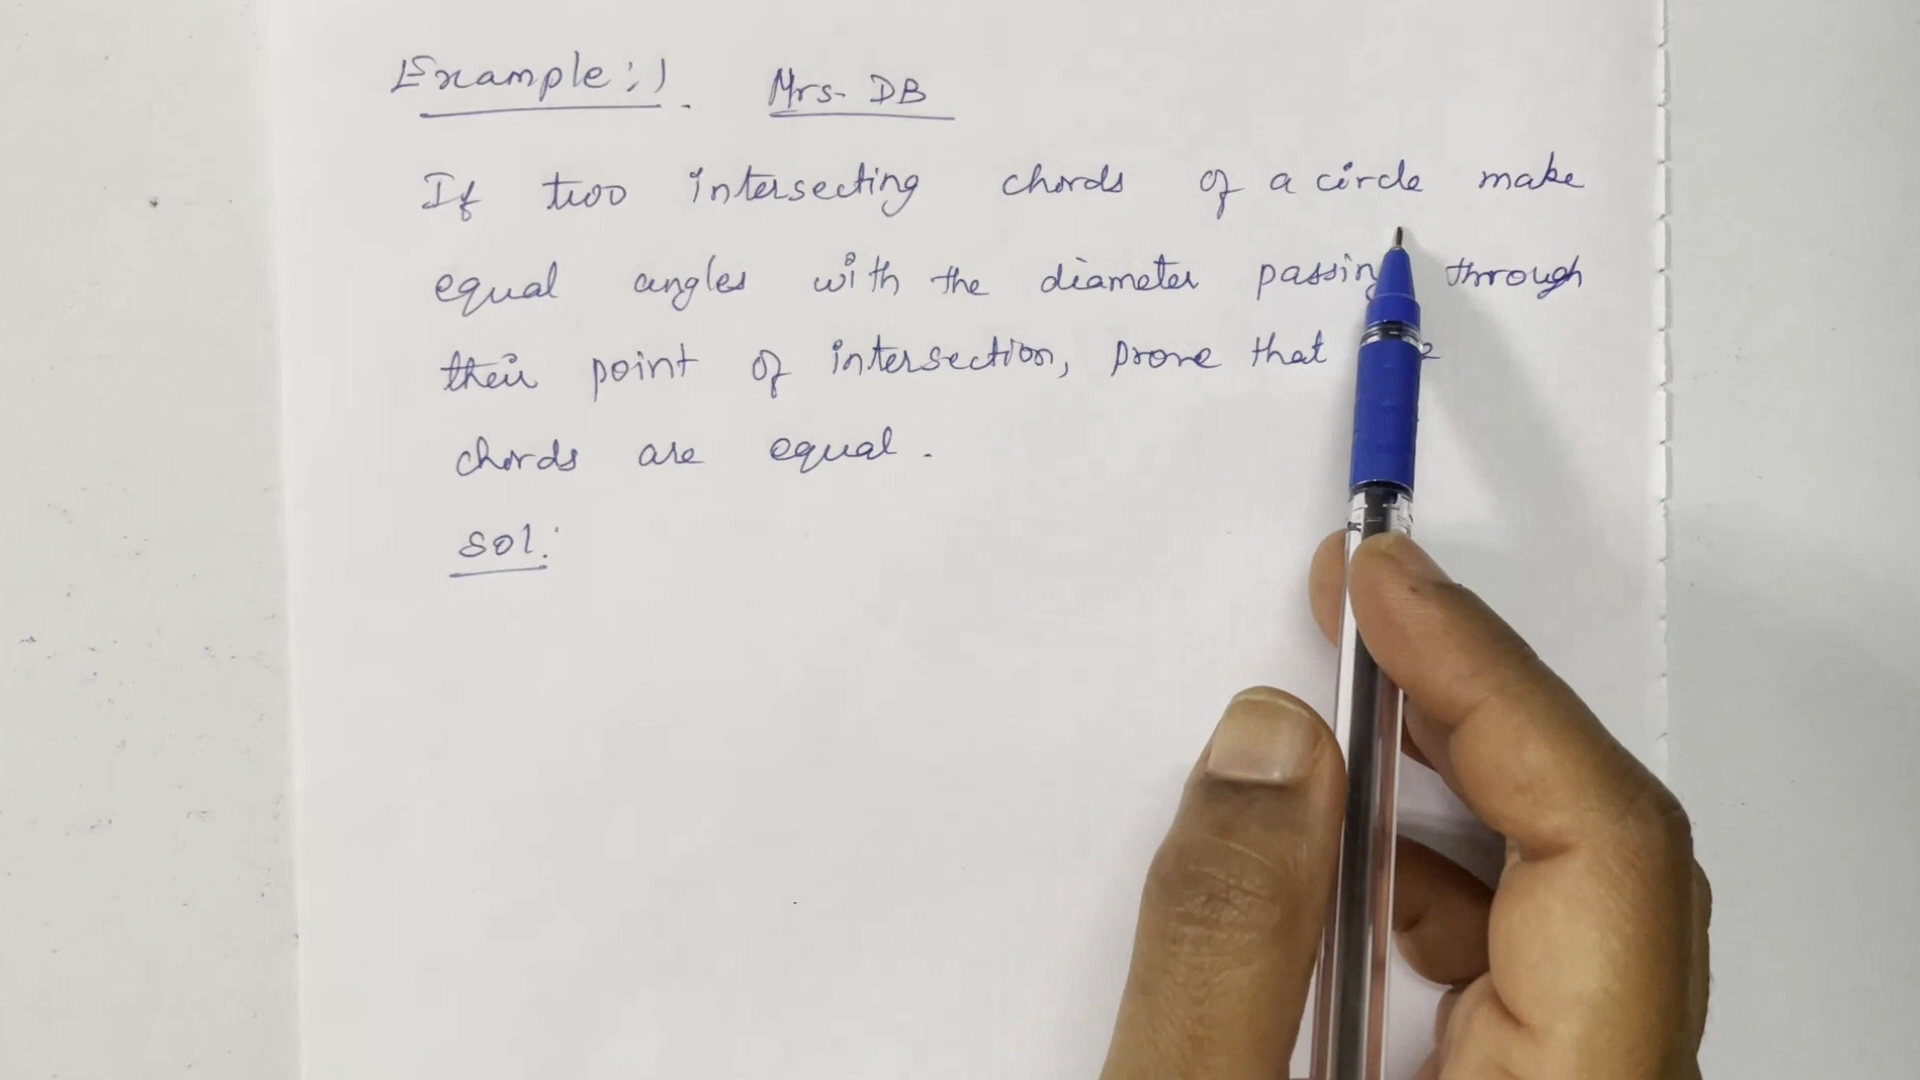 Example:1
Mrs- DB
If two intersecting chords of a circle make
equal angles with the diameter passing through
their point of intersection, prove that
chords are equal.
Sol: